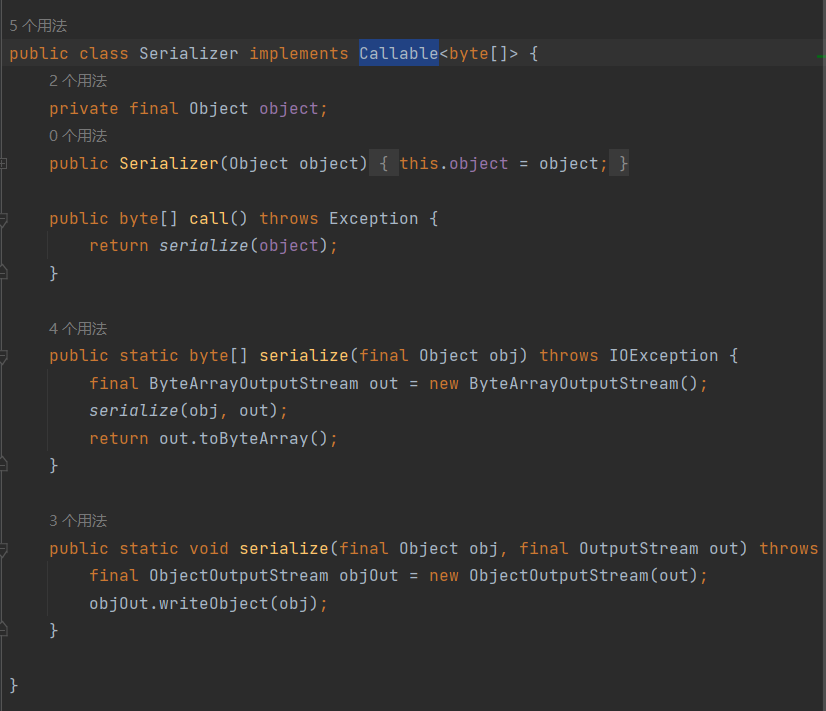 5 个用法
public class Serializer implements Callable<byte[]> {
2 个用法
private final Object object;
0 个用法
public Serializer(Object object) { this.object = object; }
public byte[] call() throws Exception {
return serialize(object);
}
4 个用法
public static byte[] serialize(final Object obj) throws IOException {
final ByteArrayOutputStream out = new ByteArrayOutputStream();
serialize(obj, out);
return out.toByteArray();
}
3 个用法
public static void serialize(final Object obj, final OutputStream out) throws
final ObjectOutputStream objOut = new ObjectOutputStream(out);
objOut.writeObject(obj);
}
}